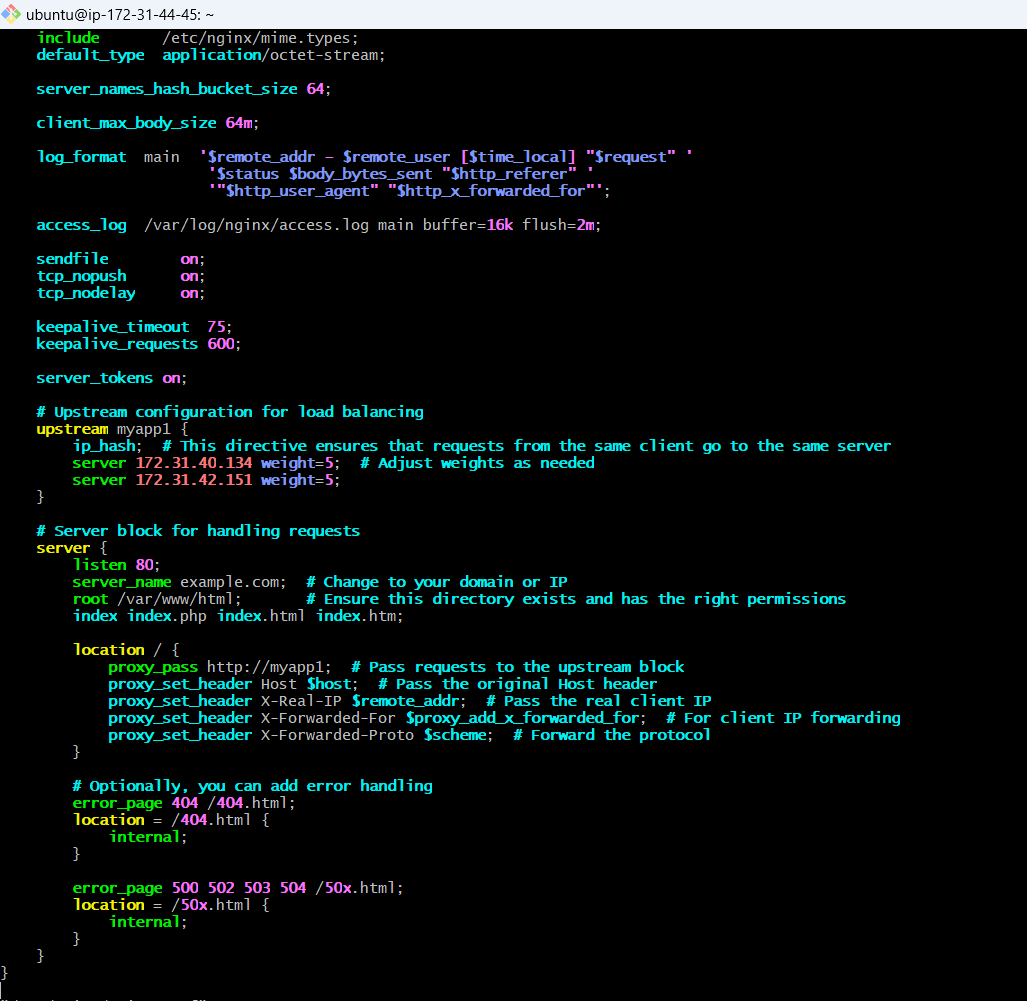 ubuntu@ip-172-31-44-45: ~
    include       /etc/nginx/mime.types;
    default_type  application/octet-stream;

    server_names_hash_bucket_size 64;

    client_max_body_size 64m;

    log_format  main  '$remote_addr - $remote_user [$time_local] "$request" '
                       '$status $body_bytes_sent "$http_referer" '
                       '"$http_user_agent" "$http_x_forwarded_for"';

    access_log  /var/log/nginx/access.log main buffer=16k flush=2m;

    sendfile        on;
    tcp_nopush      on;
    tcp_nodelay     on;

    keepalive_timeout  75;
    keepalive_requests 600;

    server_tokens on;

    # Upstream configuration for load balancing
    upstream myapp1 {
        ip_hash;  # This directive ensures that requests from the same client go to the same server
        server 172.31.40.134 weight=5;  # Adjust weights as needed
        server 172.31.42.151 weight=5;
    }

    # Server block for handling requests
    server {
        listen 80;
        server_name example.com;  # Change to your domain or IP
        root /var/www/html;       # Ensure this directory exists and has the right permissions
        index index.php index.html index.htm;

        location / {
            proxy_pass http://myapp1;  # Pass requests to the upstream block
            proxy_set_header Host $host;  # Pass the original Host header
            proxy_set_header X-Real-IP $remote_addr;  # Pass the real client IP
            proxy_set_header X-Forwarded-For $proxy_add_x_forwarded_for;  # For client IP forwarding
            proxy_set_header X-Forwarded-Proto $scheme;  # Forward the protocol
        }

        # Optionally, you can add error handling
        error_page 404 /404.html;
        location = /404.html {
            internal;
        }

        error_page 500 502 503 504 /50x.html;
        location = /50x.html {
            internal;
        }
    }
}